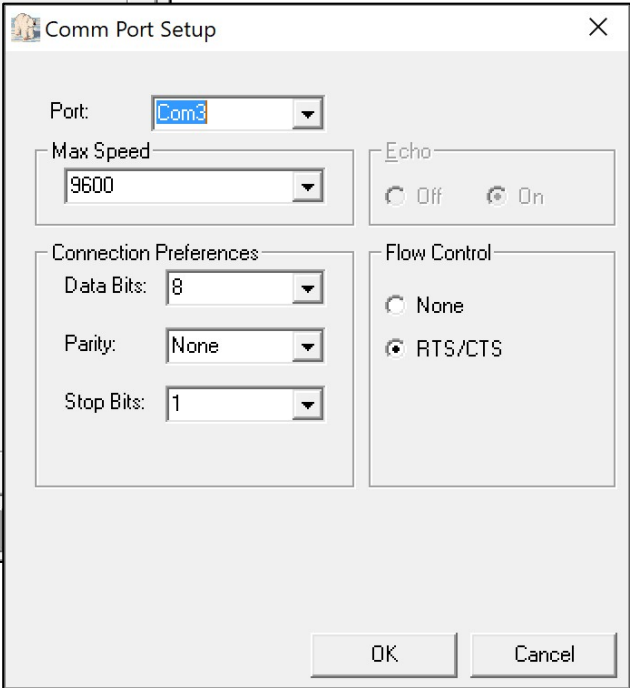 Comm Port Setup
Port: Com3
Max Speed
9600
Echo
Off On
Connection Preferences
Data Bits: 8
Parity: None
Stop Bits: 1
Flow Control
None
RTS/CTS
OK Cancel